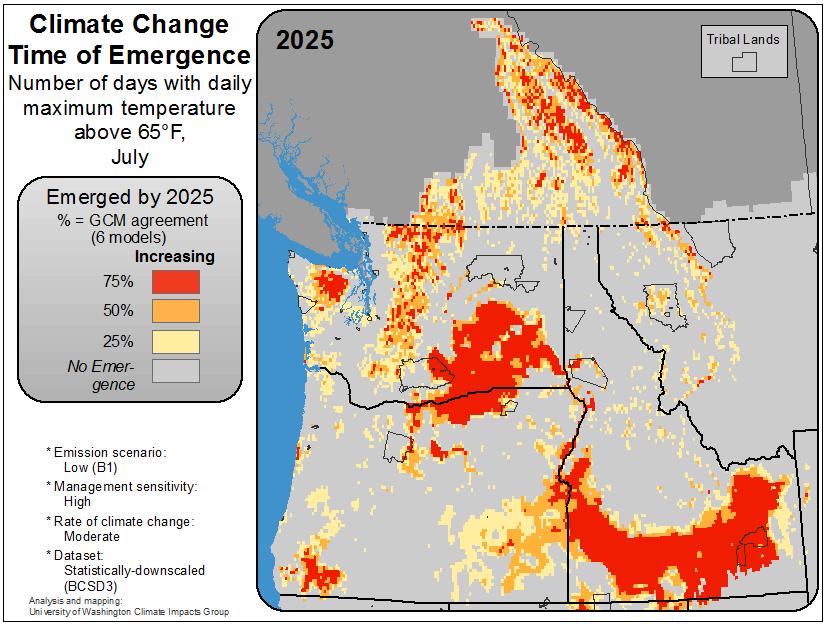 Climate Change
Time of Emergence
Number of days with daily
maximum temperature
above 65°F,
July
Emerged by 2025
% = GCM agreement
(6 models)
Increasing
75%
50%
25%
No Emer-
gence
* Emission scenario:
Low (B1)
* Management sensitivity:
High
* Rate of climate change:
Moderate
* Dataset:
Statistically-downscaled
(BCSD3)
Analysis and mapping:
University of Washington Climate Impacts Group
2025
Tribal Lands